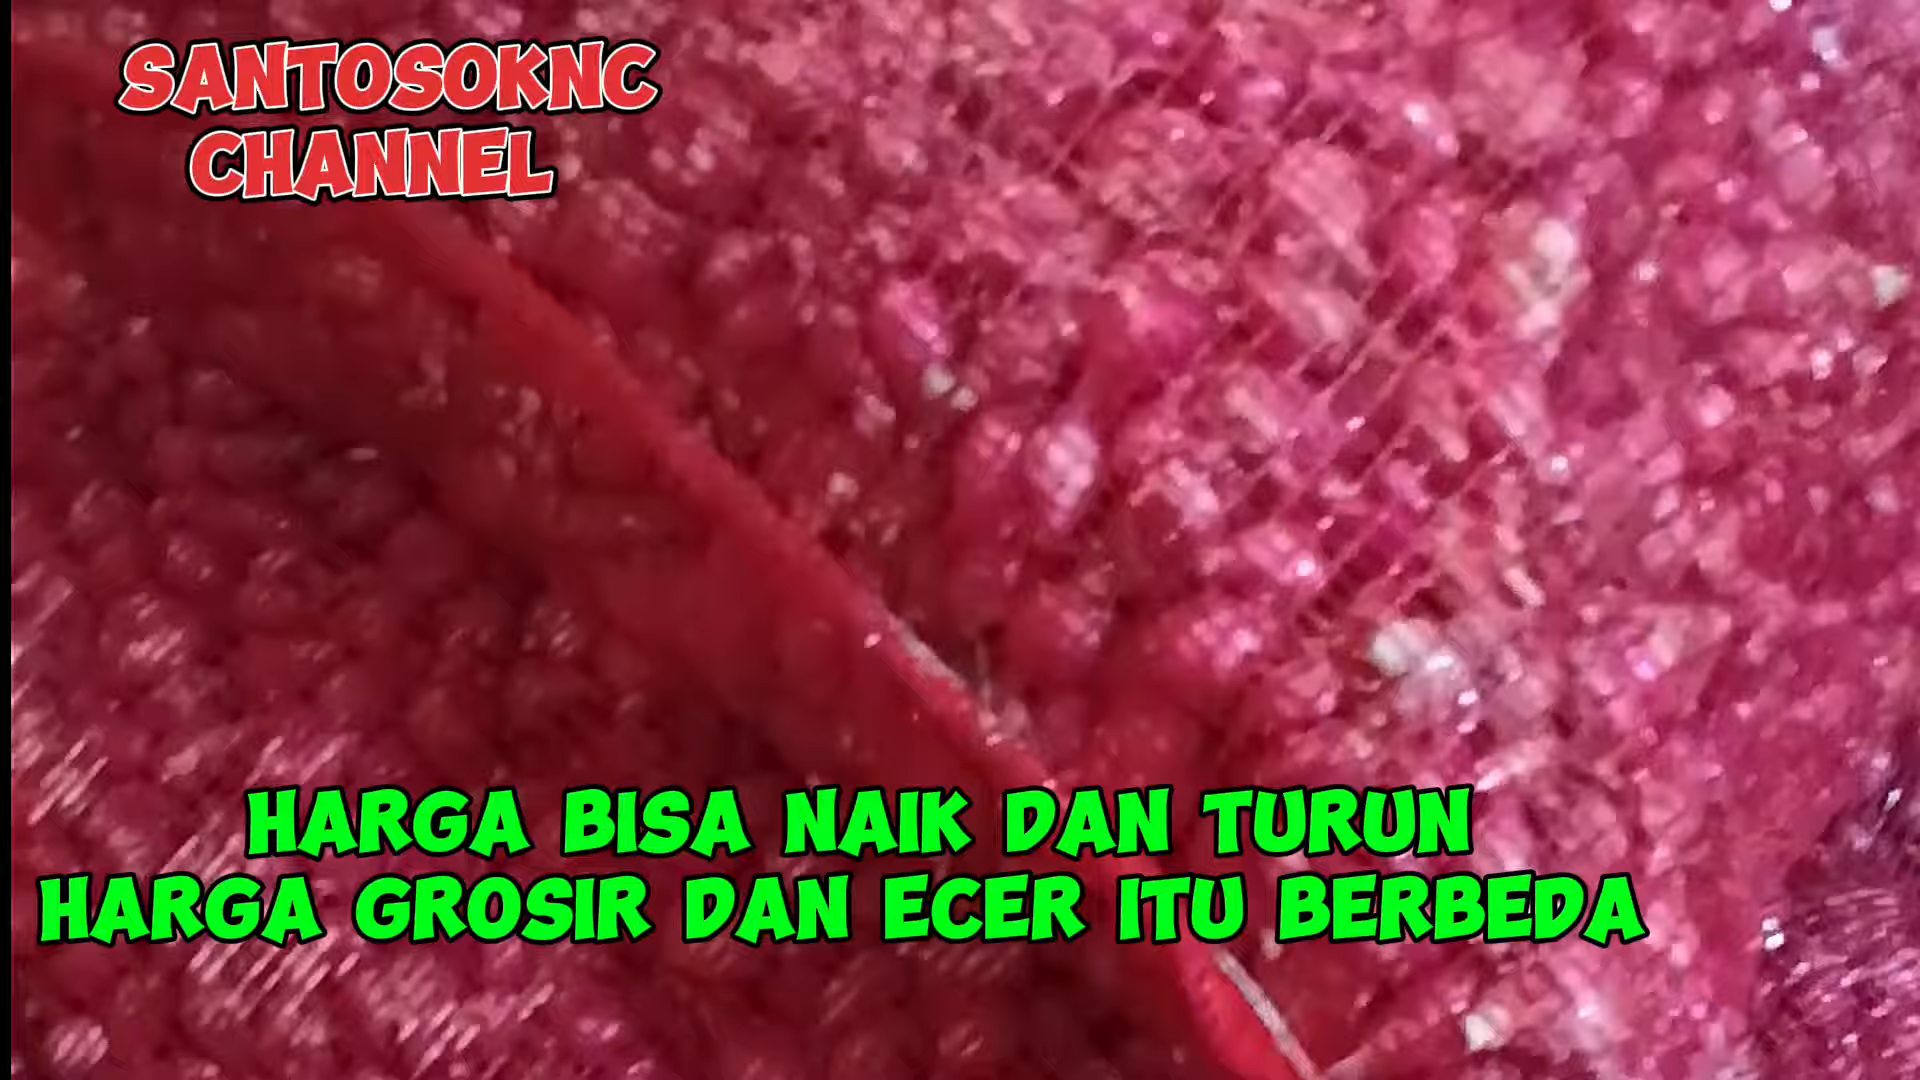 SANTOSOKNC
CHANNEL
HARGA BISA NAIK DAN TURUN
HARGA GROSIR DAN ECER ITU BERBEDA